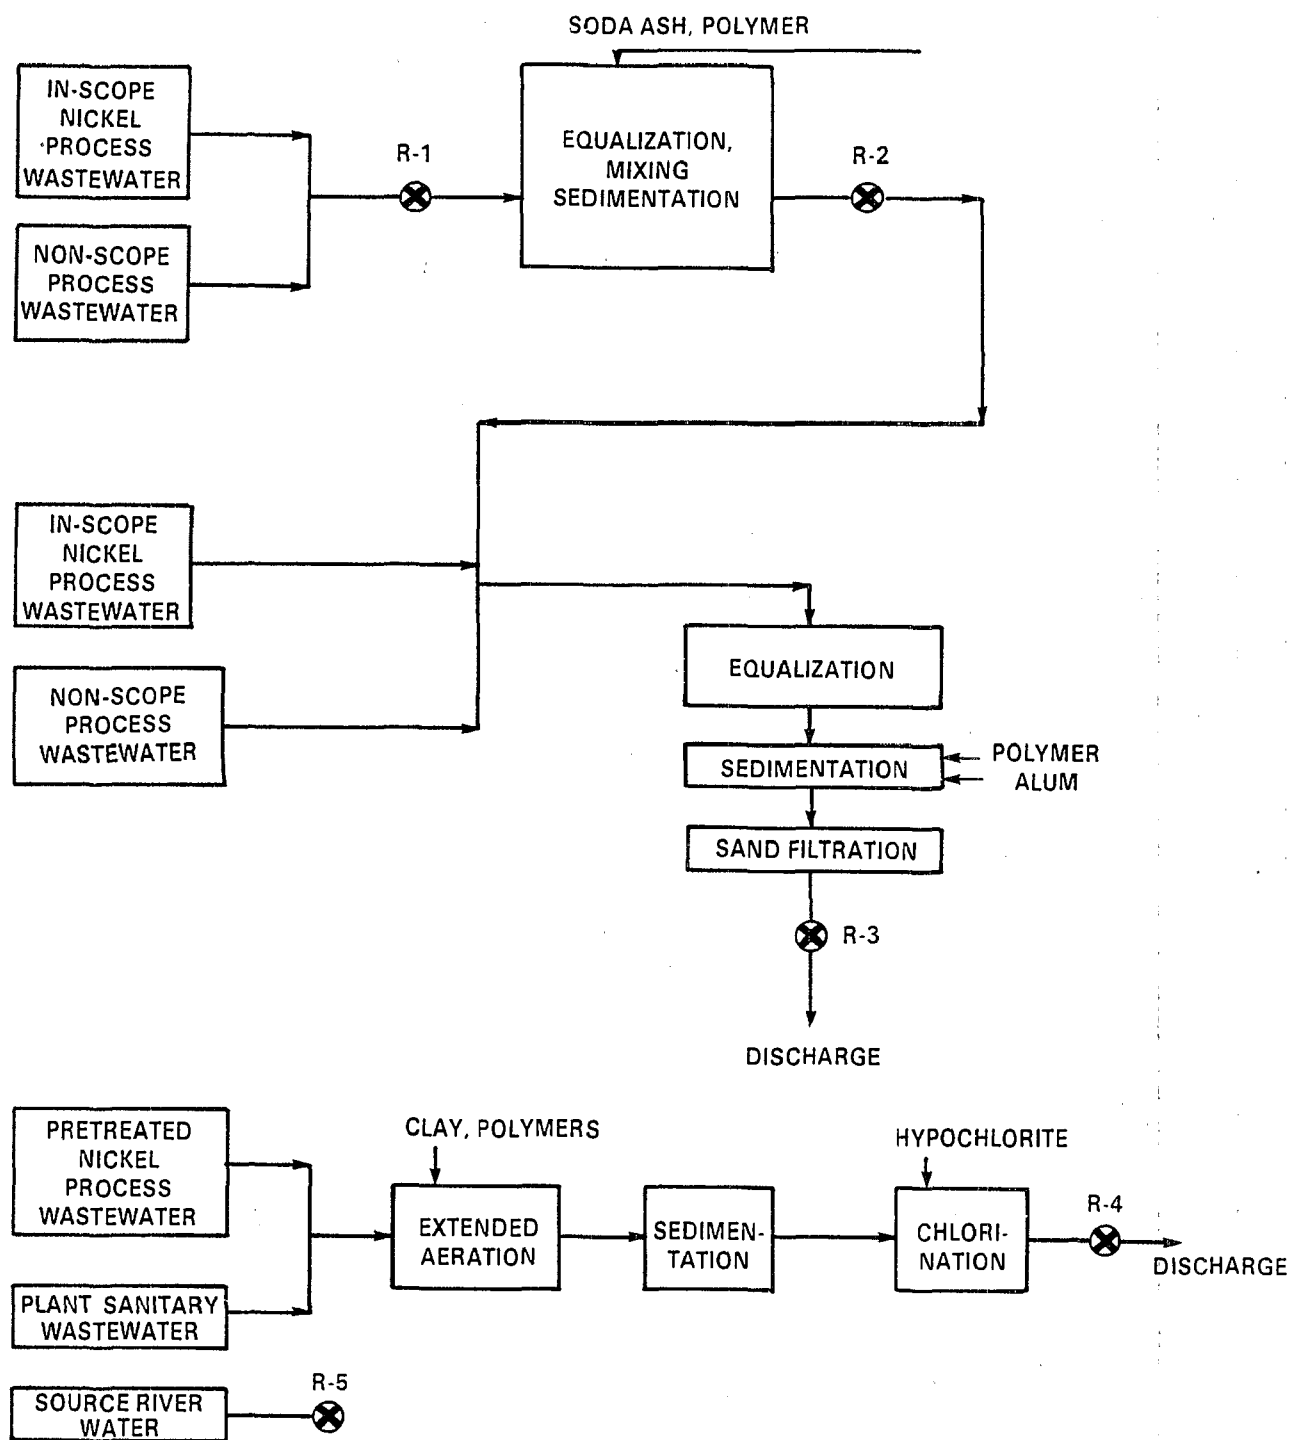 SODA ASH, POLYMER
IN-SCOPE
NICKEL
PROCESS
WASTEWATER
R-1
EQUALIZATION,
MIXING
SEDIMENTATION
R-2
NON-SCOPE
PROCESS
WASTEWATER
IN-SCOPE
NICKEL
PROCESS
WASTEWATER
NON-SCOPE
PROCESS
WASTEWATER
EQUALIZATION
SEDIMENTATION
POLYMER
ALUM
SAND FILTRATION
R-3
DISCHARGE
PRETREATED
NICKEL
PROCESS
WASTEWATER
CLAY, POLYMERS
EXTENDED
AERATION
SEDIMEN-
TATION
HYPOCHLORITE
CHLORI-
NATION
R-4
DISCHARGE
PLANT SANITARY
WASTEWATER
SOURCE RIVER
WATER
R-5